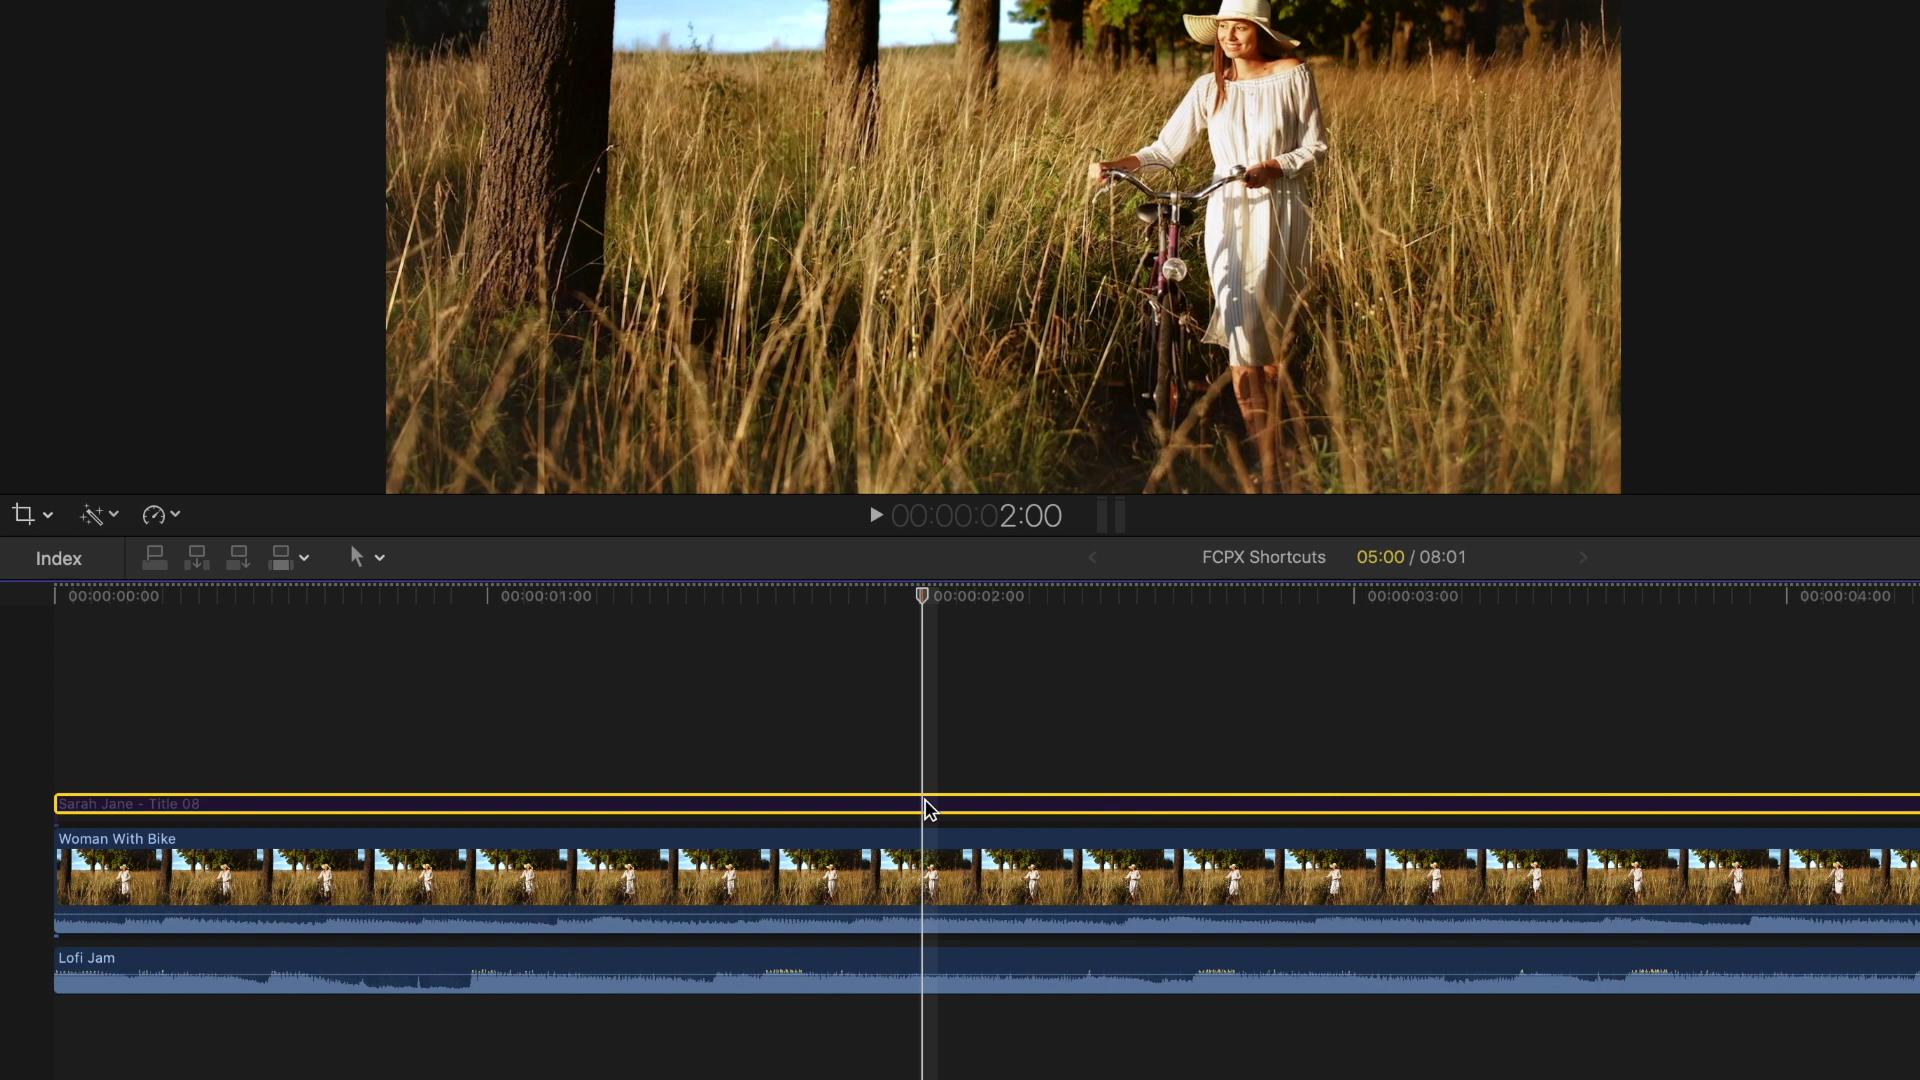 00:00:02:00
Index
FCPX Shortcuts 05:00 / 08:01
00:00:00:00 00:00:01:00 00:00:02:00 00:00:03:00 00:00:04:00
Sarah Jane - Title 08
Woman With Bike
Lofi Jam